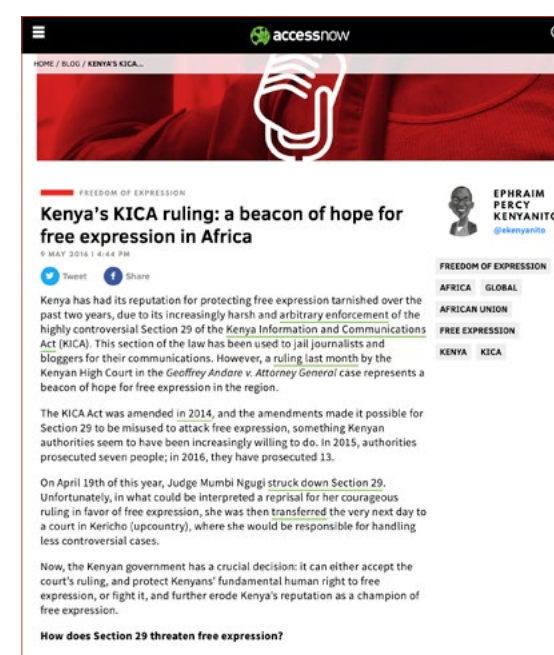 accessnow
HOME / BLOG / KENYA'S KICA...
FREEDOM OF EXPRESSION
Kenya's KICA ruling: a beacon of hope for
free expression in Africa
9 MAY 2016 | 4:44 PM
Tweet
Share
Kenya has had its reputation for protecting free expression tarnished over the
past two years, due to its increasingly harsh and arbitrary enforcement of the
highly controversial Section 29 of the Kenya Information and Communications
Act (KICA). This section of the law has been used to jail journalists and
bloggers for their communications. However, a ruling last month by the
Kenyan High Court in the Geoffrey Andare v. Attorney General case represents a
beacon of hope for free expression in the region.
The KICA Act was amended in 2014, and the amendments made it possible for
Section 29 to be misused to attack free expression, something Kenyan
authorities seem to have been increasingly willing to do. In 2015, authorities
prosecuted seven people; in 2016, they have prosecuted 13.
On April 19th of this year, Judge Mumbi Ngugi struck down Section 29.
Unfortunately, in what could be interpreted a reprisal for her courageous
ruling in favor of free expression, she was then transferred the very next day to
a court in Kericho (upcountry), where she would be responsible for handling
less controversial cases.
Now, the Kenyan government has a crucial decision: it can either accept the
court's ruling, and protect Kenyans' fundamental human right to free
expression, or fight it, and further erode Kenya's reputation as a champion of
free expression.
How does Section 29 threaten free expression?
EPHRAIM
PERCY
KENYANITO
@ekenyanito
FREEDOM OF EXPRESSION
AFRICA GLOBAL
AFRICAN UNION
FREE EXPRESSION
KENYA KICA